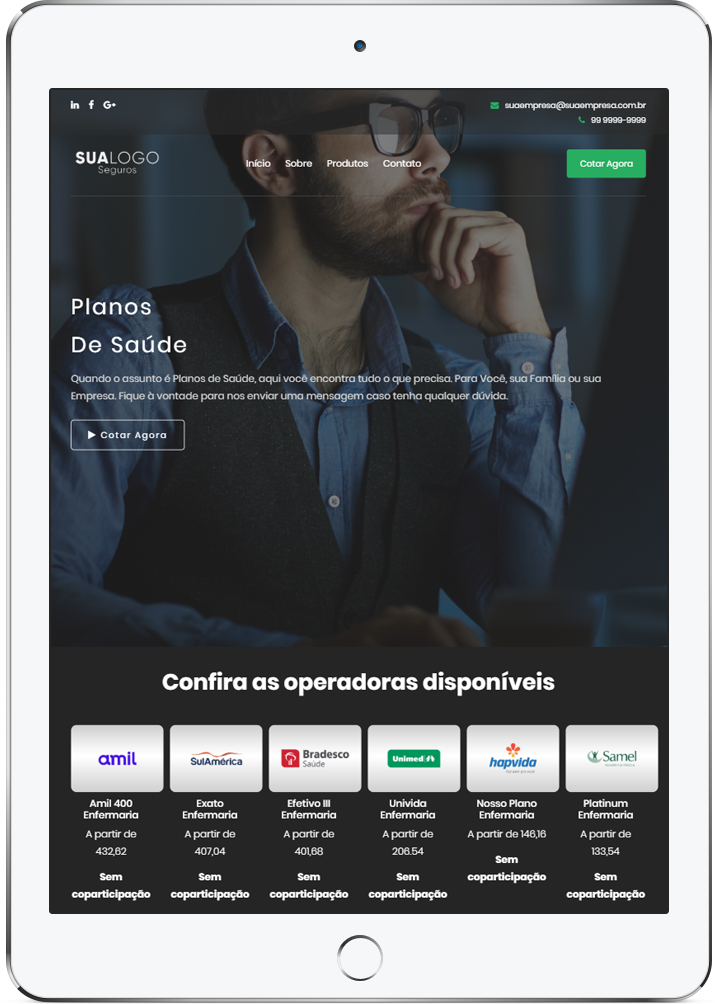 in f G+
suaempresa@suaempresa.com.br
99 9999-9999
SUALOGO
Seguros
Início Sobre Produtos Contato
Cotar Agora
Planos
De Saúde
Quando o assunto é Planos de Saúde, aqui você encontra tudo o que precisa. Para Você, sua Família ou sua
Empresa. Fique à vontade para nos enviar uma mensagem caso tenha qualquer dúvida.
Cotar Agora
Confira as operadoras disponíveis
amil
SulAmérica
Bradesco
Saúde
Unimed
hapvida
Samel
Amil 400
Enfermaria
A partir de
432,62
Sem
coparticipação
Exato
Enfermaria
A partir de
407,04
Sem
coparticipação
Efetivo III
Enfermaria
A partir de
401,68
Sem
coparticipação
Univida
Enfermaria
A partir de
206.54
Sem
coparticipação
Nosso Plano
Enfermaria
A partir de 146,16
Sem
coparticipação
Platinum
Enfermaria
A partir de
133,54
Sem
coparticipação